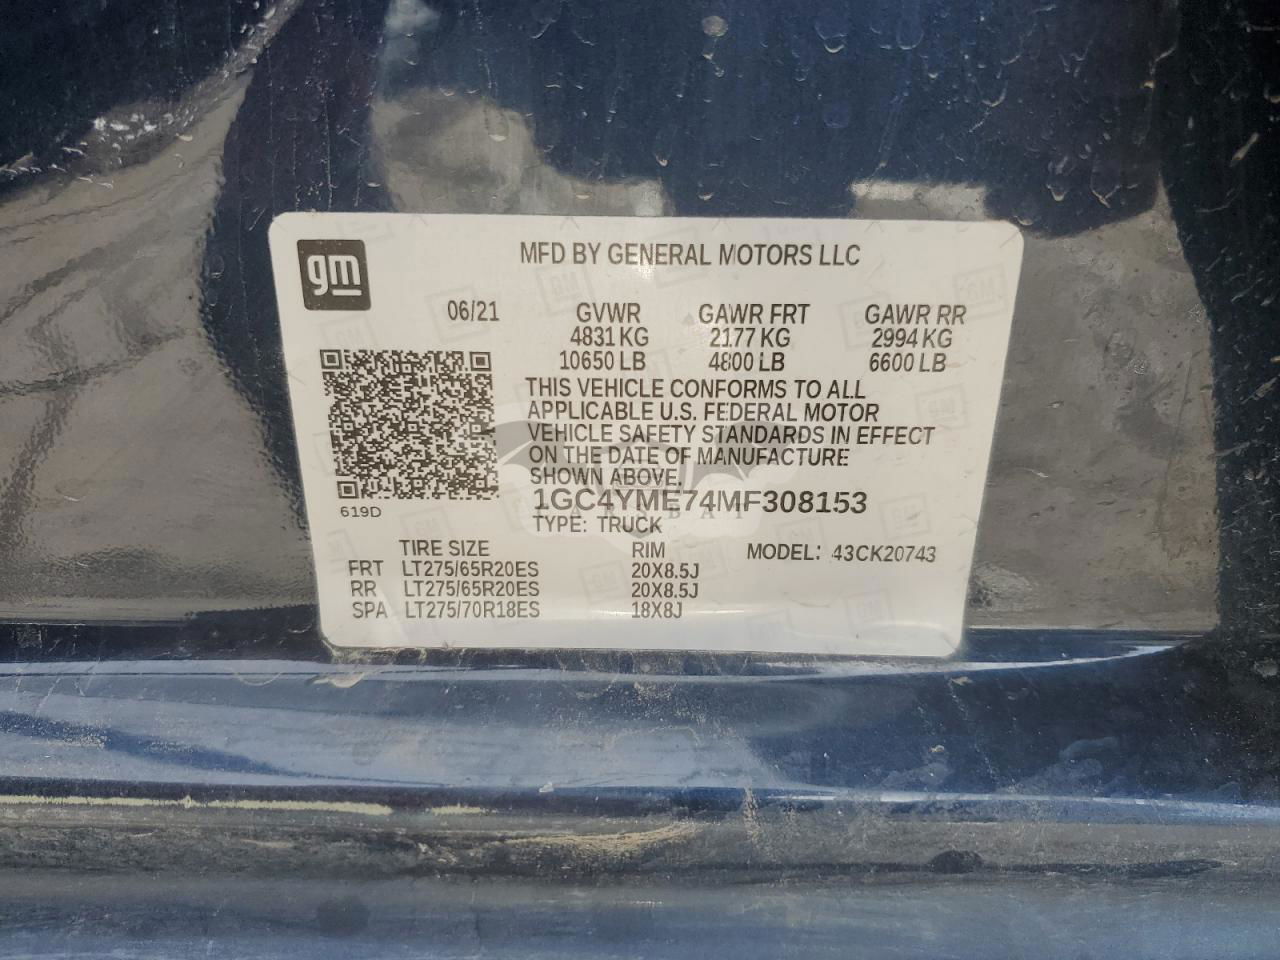 gm
MFD BY GENERAL MOTORS LLC
06/21 GVWR GAWR FRT GAWR RR
4831 KG 2177 KG 2994 KG
10650 LB 4800 LB 6600 LB
THIS VEHICLE CONFORMS TO ALL
APPLICABLE U.S. FEDERAL MOTOR
VEHICLE SAFETY STANDARDS IN EFFECT
ON THE DATE OF MANUFACTURE
SHOWN ABOVE.
1GC4YME74MF308153
619D
TYPE: TRUCK
TIRE SIZE RIM MODEL: 43CK20743
FRT LT275/65R20ES 20X8.5J
RR LT275/65R20ES 20X8.5J
SPA LT275/70R18ES 18X8J